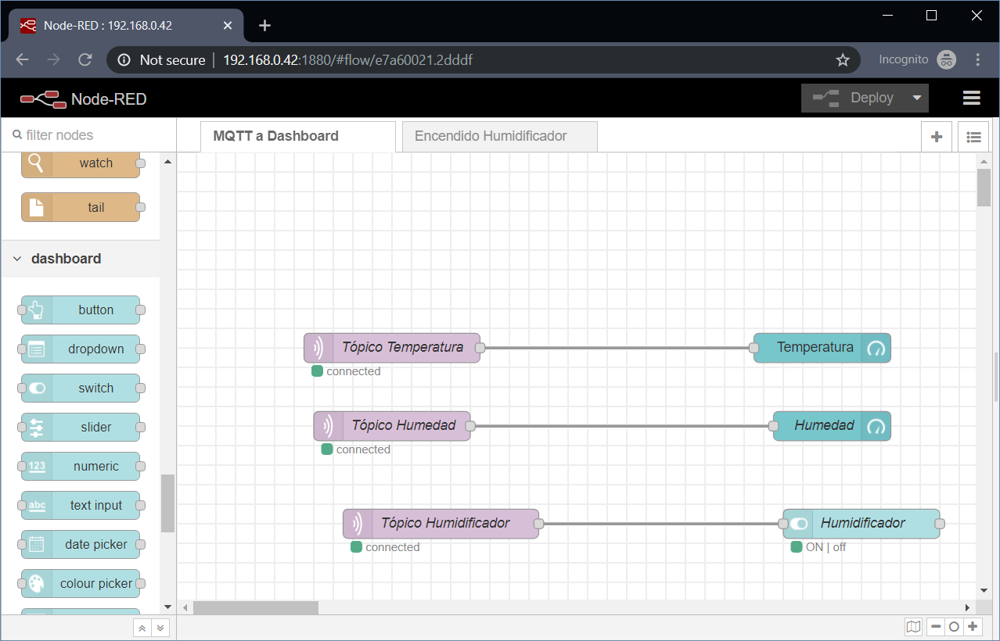 Node-RED : 192.168.0.42
Not secure
192.168.0.42:1880/#flow/e7a60021.2dddf
Incognito
Node-RED
Deploy
filter nodes
MQTT a Dashboard
Encendido Humidificador
watch
tail
dashboard
button
dropdown
switch
slider
123
numeric
abc
text input
date picker
colour picker
Tópico Temperatura
connected
Temperatura
Tópico Humedad
connected
Humedad
Tópico Humidificador
connected
Humidificador
ON | off